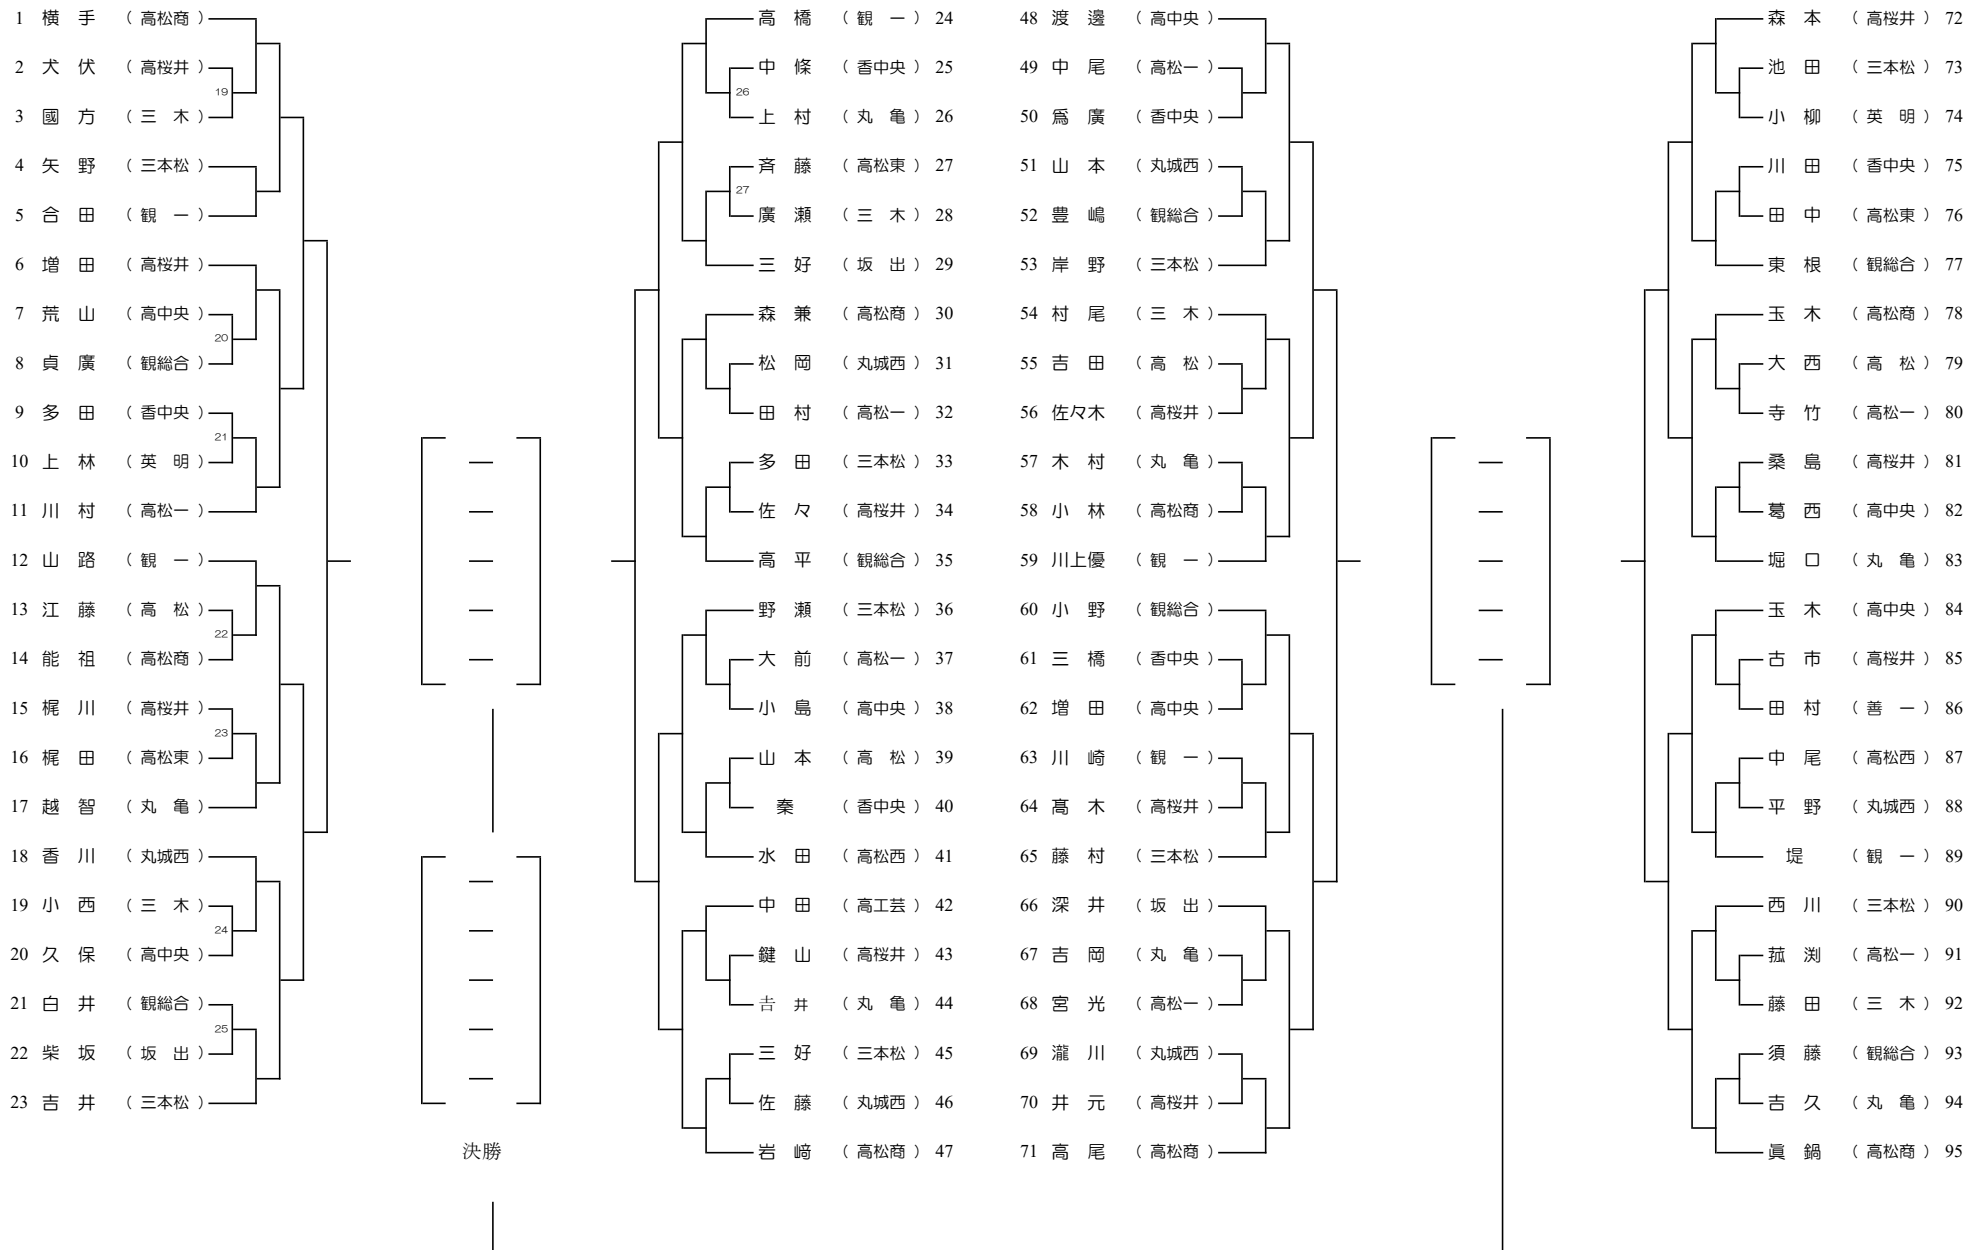 1 横手 （高松商）
2 犬伏 （高桜井）
19
3 國方 （三木）
4 矢野 （三本松）
5 合田 （観一）
6 増田 （高桜井）
7 荒山 （高中央）
20
8 貞廣 （観総合）
9 多田 （香中央）
21
10 上林 （英明）
11 川村 （高松一）
12 山路 （観一）
13 江藤 （高松）
22
14 能祖 （高松商）
15 梶川 （高桜井）
23
16 梶田 （高松東）
17 越智 （丸亀）
18 香川 （丸城西）
19 小西 （三木）
24
20 久保 （高中央）
21 白井 （観総合）
25
22 柴坂 （坂出）
23 吉井 （三本松）
決勝
高橋 （観一） 24
中條 （香中央） 25
26
上村 （丸亀） 26
斉藤 （高松東） 27
27
廣瀬 （三木） 28
三好 （坂出） 29
森兼 （高松商） 30
松岡 （丸城西） 31
田村 （高松一） 32
多田 （三本松） 33
佐々 （高桜井） 34
高平 （観総合） 35
野瀬 （三本松） 36
大前 （高松一） 37
小島 （高中央） 38
山本 （高松） 39
秦 （香中央） 40
水田 （高松西） 41
中田 （高工芸） 42
鍵山 （高桜井） 43
𠮷井 （丸亀） 44
三好 （三本松） 45
佐藤 （丸城西） 46
岩﨑 （高松商） 47
48 渡邊 （高中央）
49 中尾 （高松一）
50 爲廣 （香中央）
51 山本 （丸城西）
52 豊嶋 （観総合）
53 岸野 （三本松）
54 村尾 （三木）
55 吉田 （高松）
56 佐々木 （高桜井）
57 木村 （丸亀）
58 小林 （高松商）
59 川上優 （観一）
60 小野 （観総合）
61 三橋 （香中央）
62 増田 （高中央）
63 川崎 （観一）
64 髙木 （高桜井）
65 藤村 （三本松）
66 深井 （坂出）
67 吉岡 （丸亀）
68 宮光 （高松一）
69 瀧川 （丸城西）
70 井元 （高桜井）
71 高尾 （高松商）
森本 （高桜井） 72
池田 （三本松） 73
小柳 （英明） 74
川田 （香中央） 75
田中 （高松東） 76
東根 （観総合） 77
玉木 （高松商） 78
大西 （高松） 79
寺竹 （高松一） 80
桑島 （高桜井） 81
葛西 （高中央） 82
堀口 （丸亀） 83
玉木 （高中央） 84
古市 （高桜井） 85
田村 （善一） 86
中尾 （高松西） 87
平野 （丸城西） 88
堤 （観一） 89
西川 （三本松） 90
菰渕 （高松一） 91
藤田 （三木） 92
須藤 （観総合） 93
吉久 （丸亀） 94
眞鍋 （高松商） 95